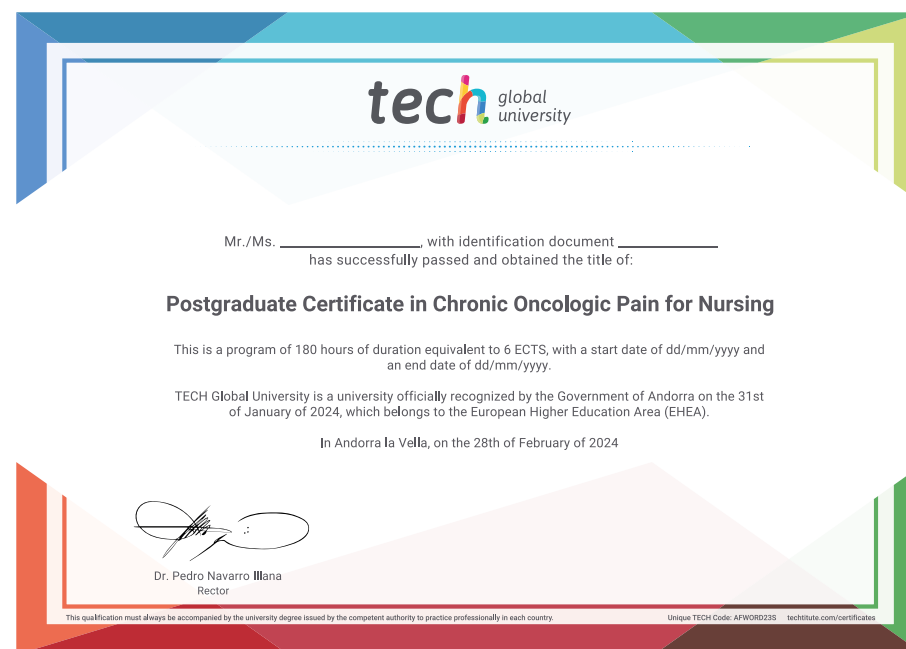 tech global university
Mr./Ms. ____________________, with identification document ______________
has successfully passed and obtained the title of:
Postgraduate Certificate in Chronic Oncologic Pain for Nursing
This is a program of 180 hours of duration equivalent to 6 ECTS, with a start date of dd/mm/yyyy and
an end date of dd/mm/yyyy.
TECH Global University is a university officially recognized by the Government of Andorra on the 31st
of January of 2024, which belongs to the European Higher Education Area (EHEA).
In Andorra la Vella, on the 28th of February of 2024
Dr. Pedro Navarro Illana
Rector
This qualification must always be accompanied by the university degree issued by the competent authority to practice professionally in each country.
Unique TECH Code: AFWORD23S techtitute.com/certificates